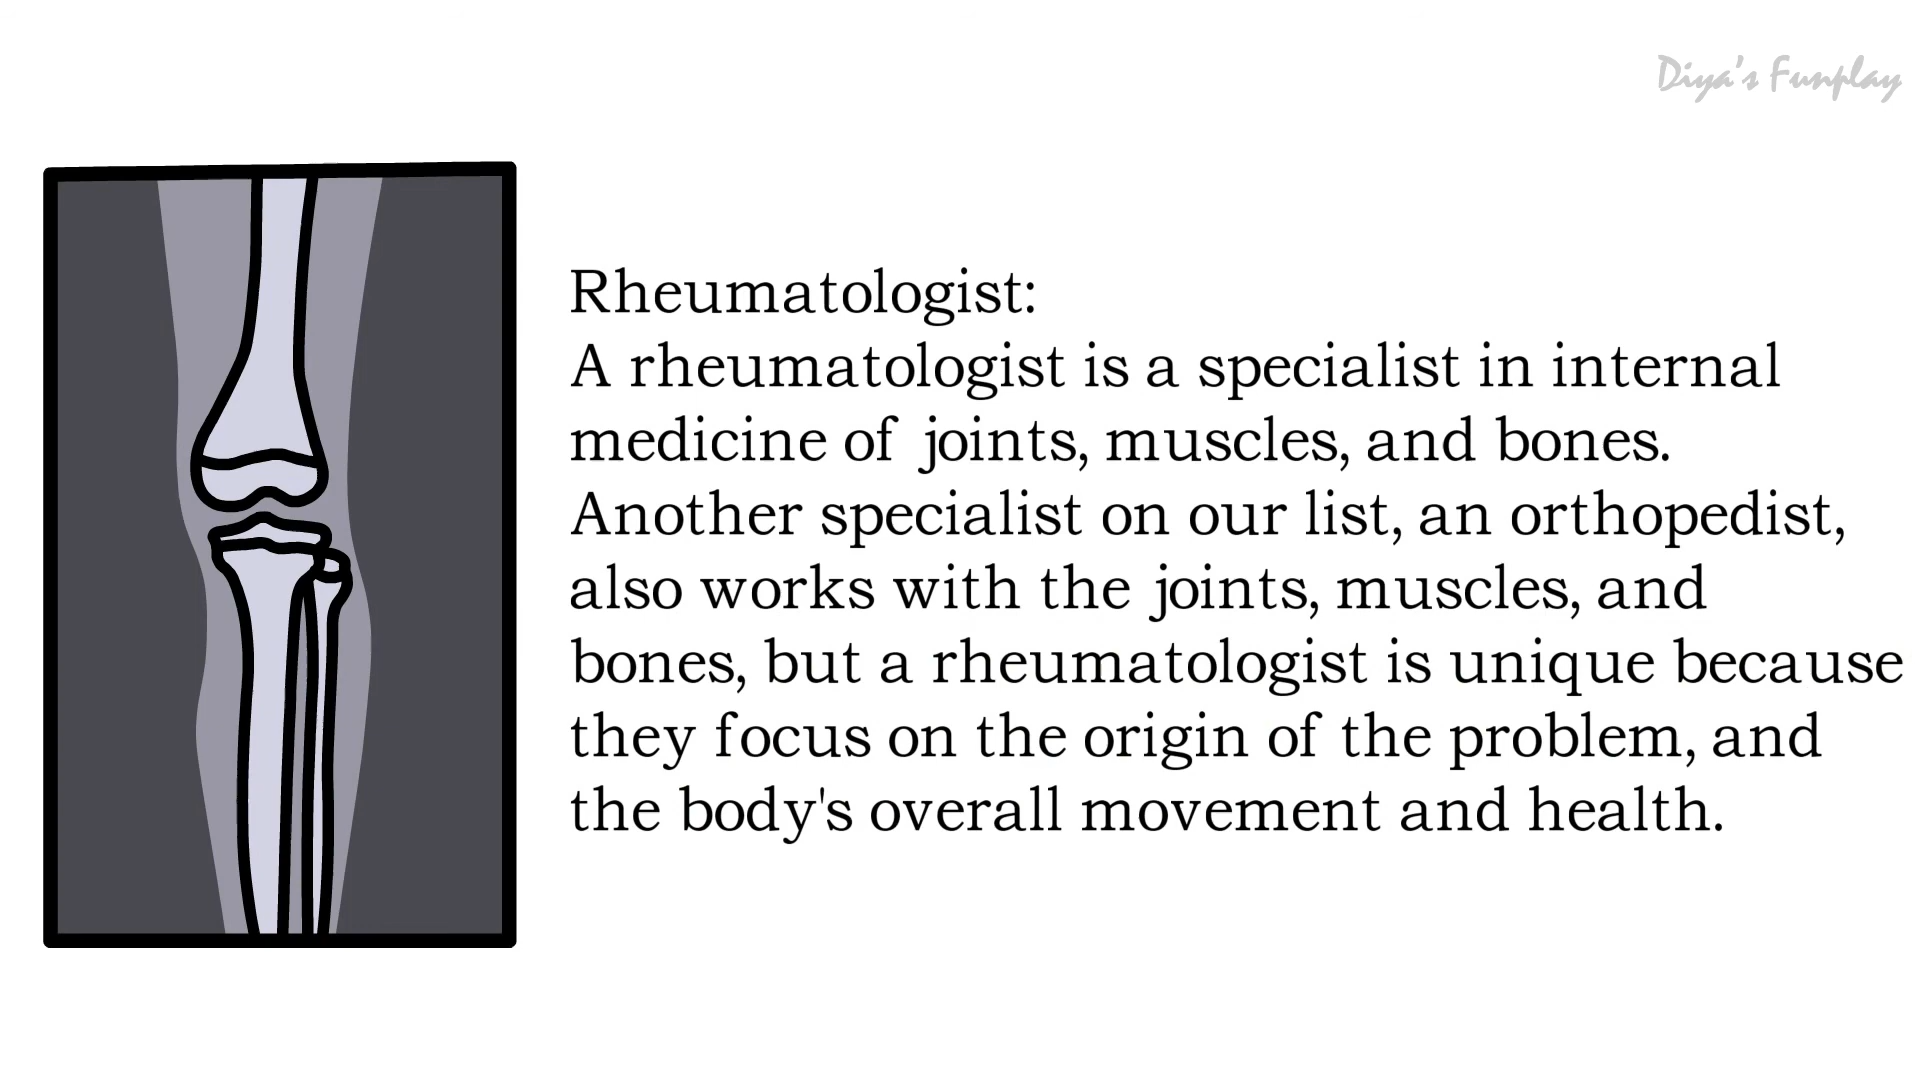 Diya's Funplay
Rheumatologist:
A rheumatologist is a specialist in internal
medicine of joints, muscles, and bones.
Another specialist on our list, an orthopedist,
also works with the joints, muscles, and
bones, but a rheumatologist is unique because
they focus on the origin of the problem, and
the body's overall movement and health.